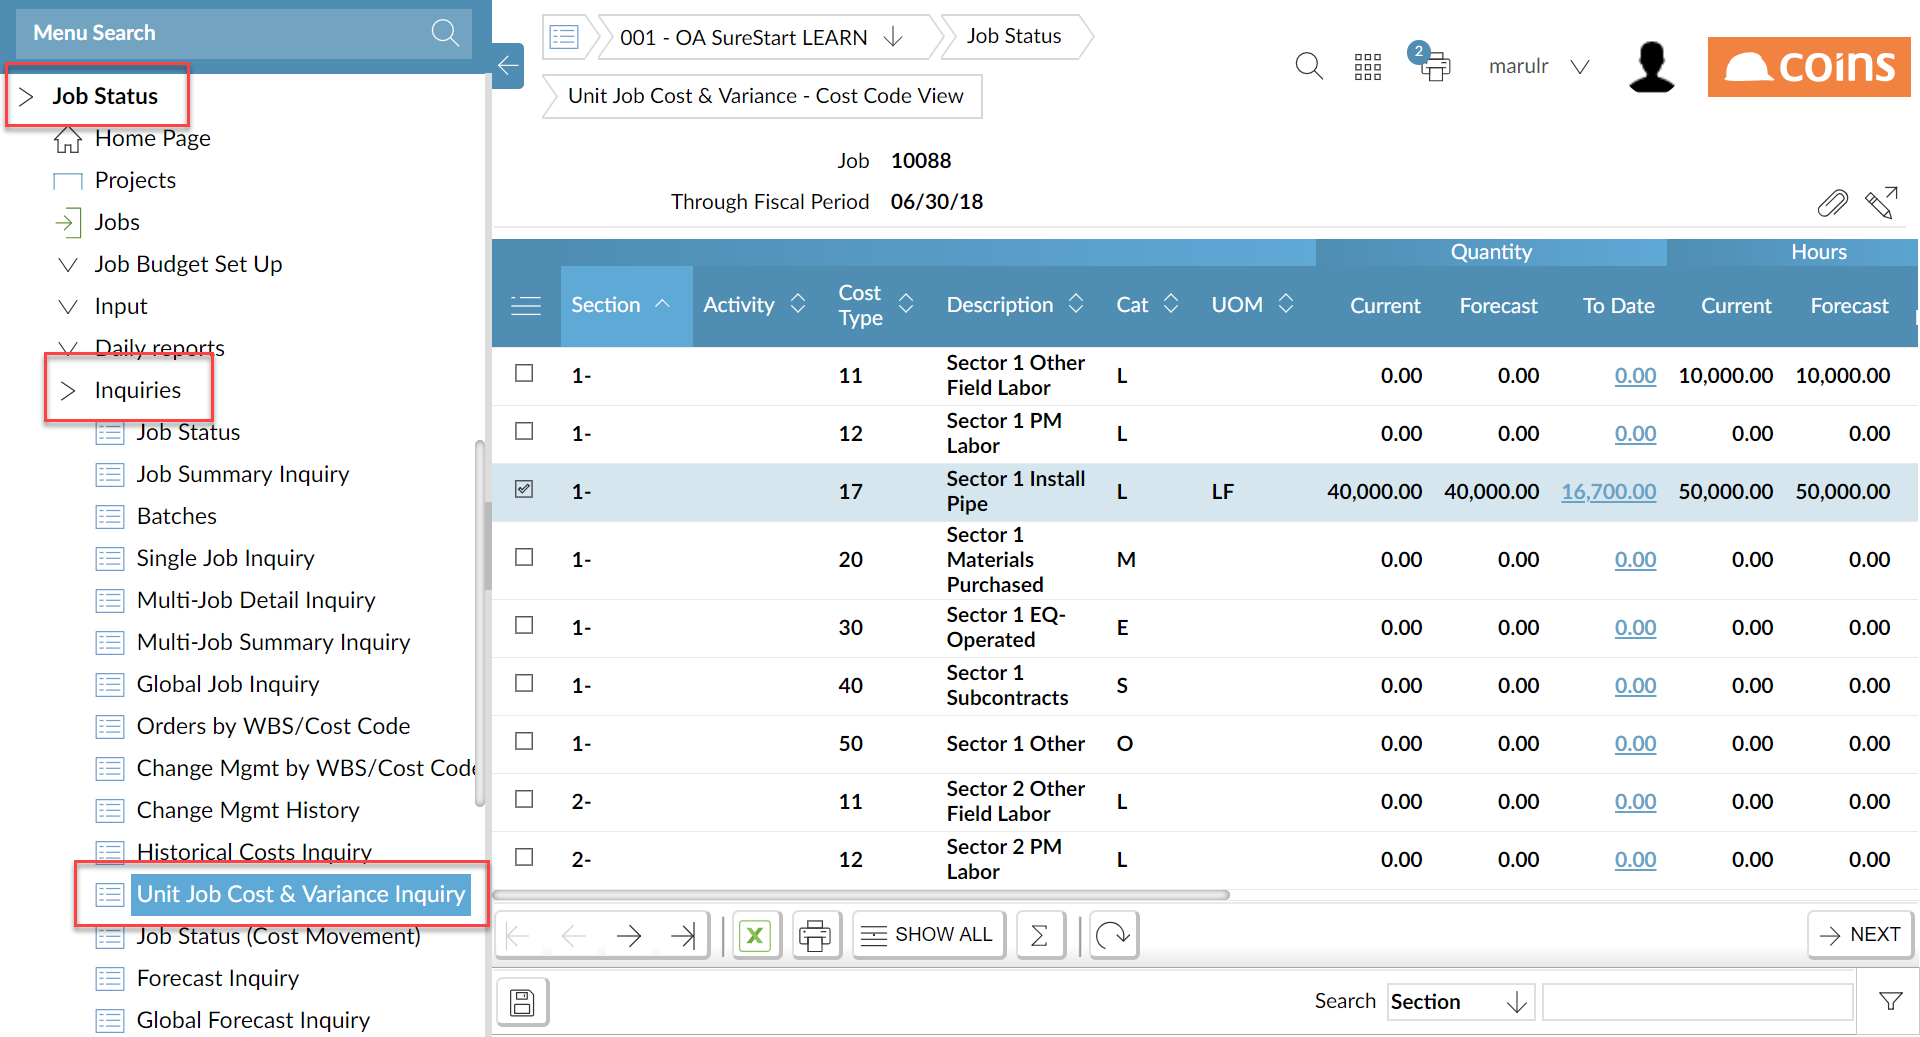 Menu Search
Job Status
Home Page
Projects
Jobs
Job Budget Set Up
Input
Daily reports
Inquiries
Job Status
Job Summary Inquiry
Batches
Single Job Inquiry
Multi-Job Detail Inquiry
Multi-Job Summary Inquiry
Global Job Inquiry
Orders by WBS/Cost Code
Change Mgmt by WBS/Cost Code
Change Mgmt History
Historical Costs Inquiry
Unit Job Cost & Variance Inquiry
Job Status (Cost Movement)
Forecast Inquiry
Global Forecast Inquiry
001 - OA SureStart LEARN
Job Status
Unit Job Cost & Variance - Cost Code View
2
marulr
coins
Job 10088
Through Fiscal Period 06/30/18
Quantity Hours
Section Activity Cost Type Description Cat UOM Current Forecast To Date Current Forecast
1- 11 Sector 1 Other Field Labor L 0.00 0.00 0.00 10,000.00 10,000.00
1- 12 Sector 1 PM Labor L 0.00 0.00 0.00 0.00 0.00
1- 17 Sector 1 Install Pipe L LF 40,000.00 40,000.00 16,700.00 50,000.00 50,000.00
1- 20 Sector 1 Materials Purchased M 0.00 0.00 0.00 0.00 0.00
1- 30 Sector 1 EQ-Operated E 0.00 0.00 0.00 0.00 0.00
1- 40 Sector 1 Subcontracts S 0.00 0.00 0.00 0.00 0.00
1- 50 Sector 1 Other O 0.00 0.00 0.00 0.00 0.00
2- 11 Sector 2 Other Field Labor L 0.00 0.00 0.00 0.00 0.00
2- 12 Sector 2 PM Labor L 0.00 0.00 0.00 0.00 0.00
X SHOW ALL Σ NEXT
Search Section